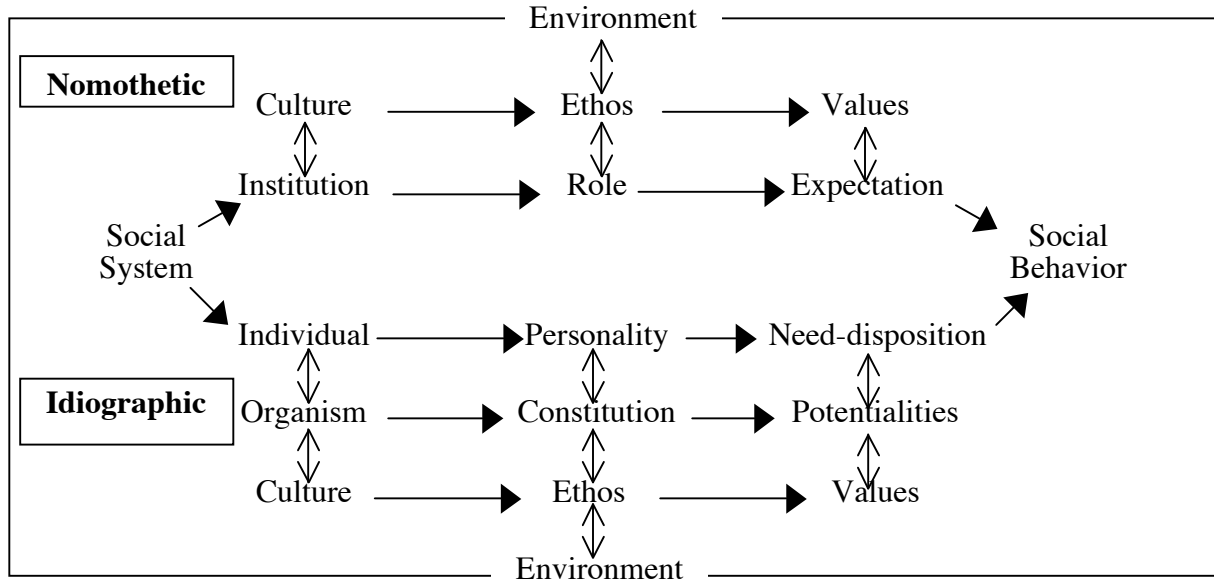 Environment
Nomothetic
Culture Ethos Values
Institution Role Expectation
Social System
Social Behavior
Individual Personality Need-disposition
Idiographic
Organism Constitution Potentialities
Culture Ethos Values
Environment